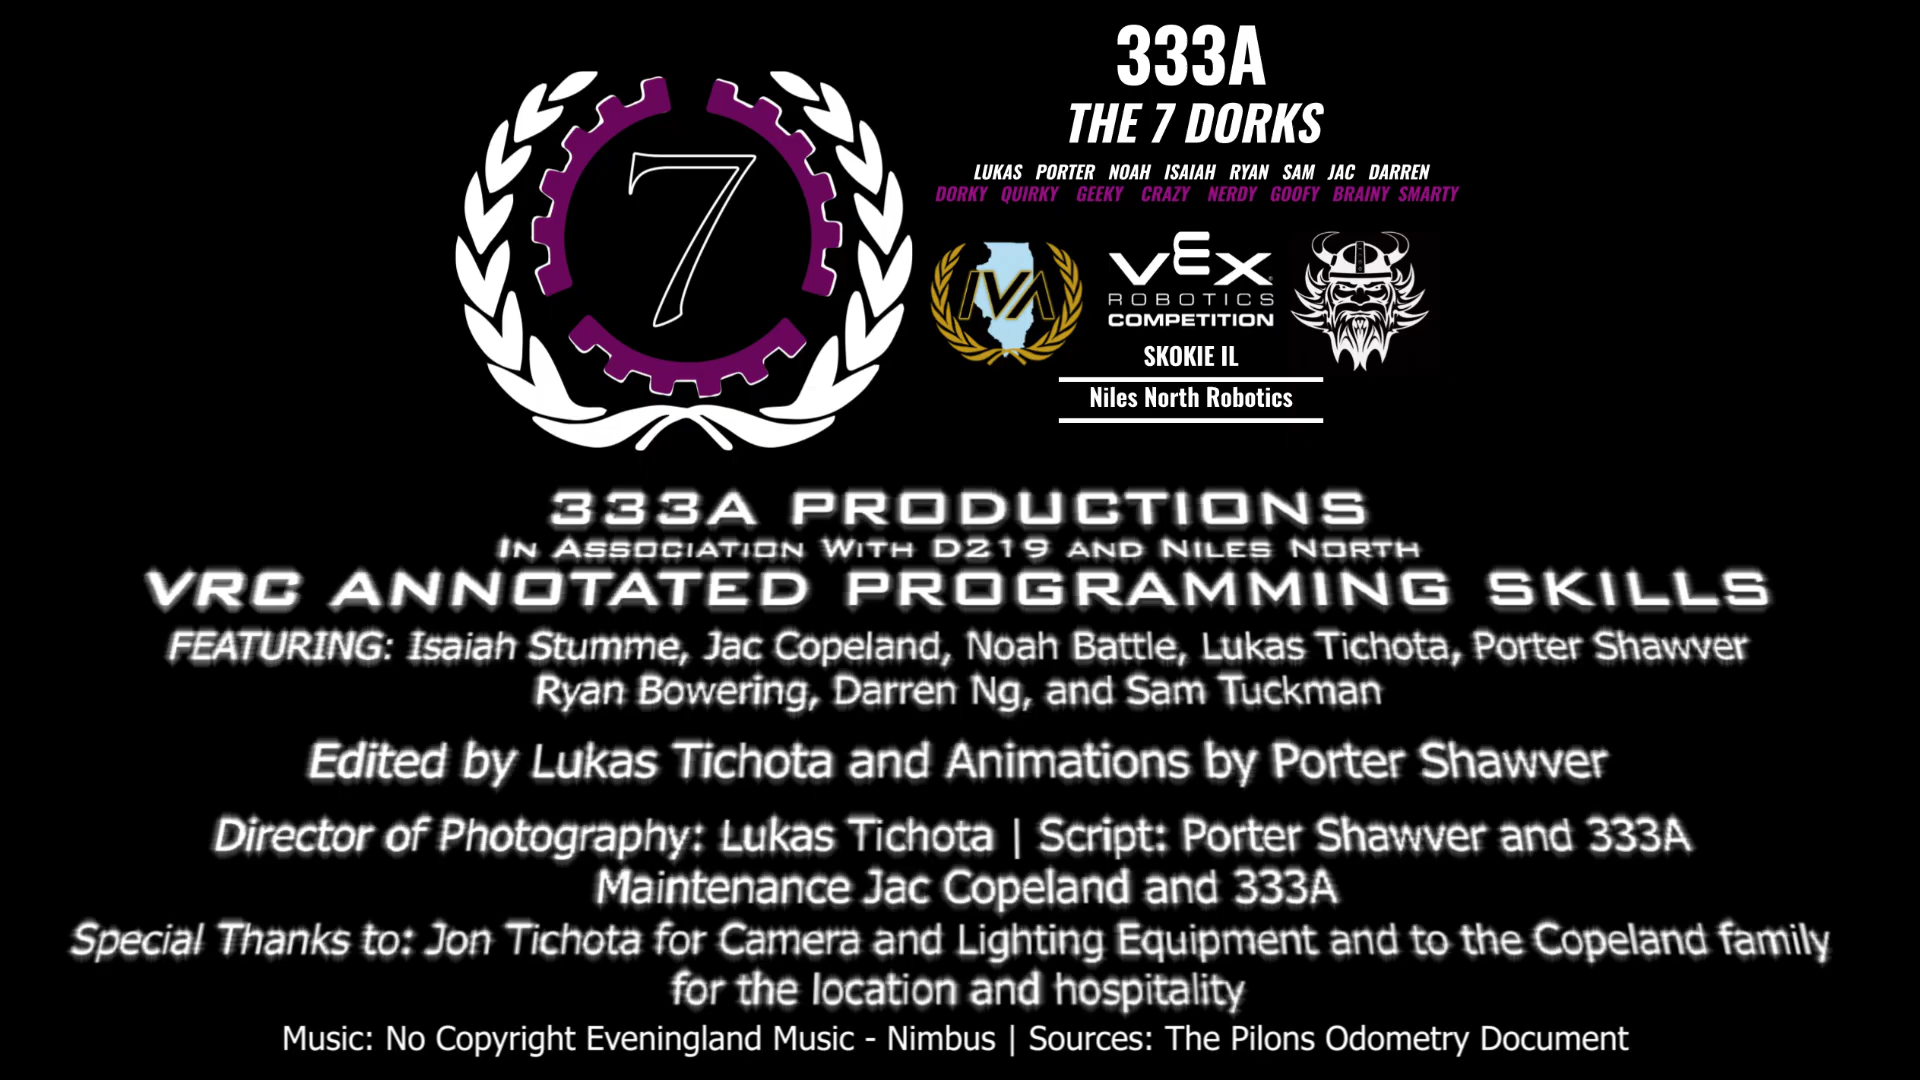 7
333A
THE 7 DORKS
LUKAS PORTER NOAH ISAIAH RYAN SAM JAC DARREN
DORKY QUIRKY GEEKY CRAZY NERDY GOOFY BRAINY SMARTY
IVA
VEX
ROBOTICS
COMPETITION
SKOKIE IL
Niles North Robotics
333A PRODUCTIONS
IN ASSOCIATION WITH D219 AND NILES NORTH
VRC ANNOTATED PROGRAMMING SKILLS
FEATURING: Isaiah Stumme, Jac Copeland, Noah Battle, Lukas Tichota, Porter Shawver
Ryan Bowering, Darren Ng, and Sam Tuckman
Edited by Lukas Tichota and Animations by Porter Shawver
Director of Photography: Lukas Tichota | Script: Porter Shawver and 333A
Maintenance Jac Copeland and 333A
Special Thanks to: Jon Tichota for Camera and Lighting Equipment and to the Copeland family
for the location and hospitality
Music: No Copyright Eveningland Music - Nimbus | Sources: The Pilons Odometry Document